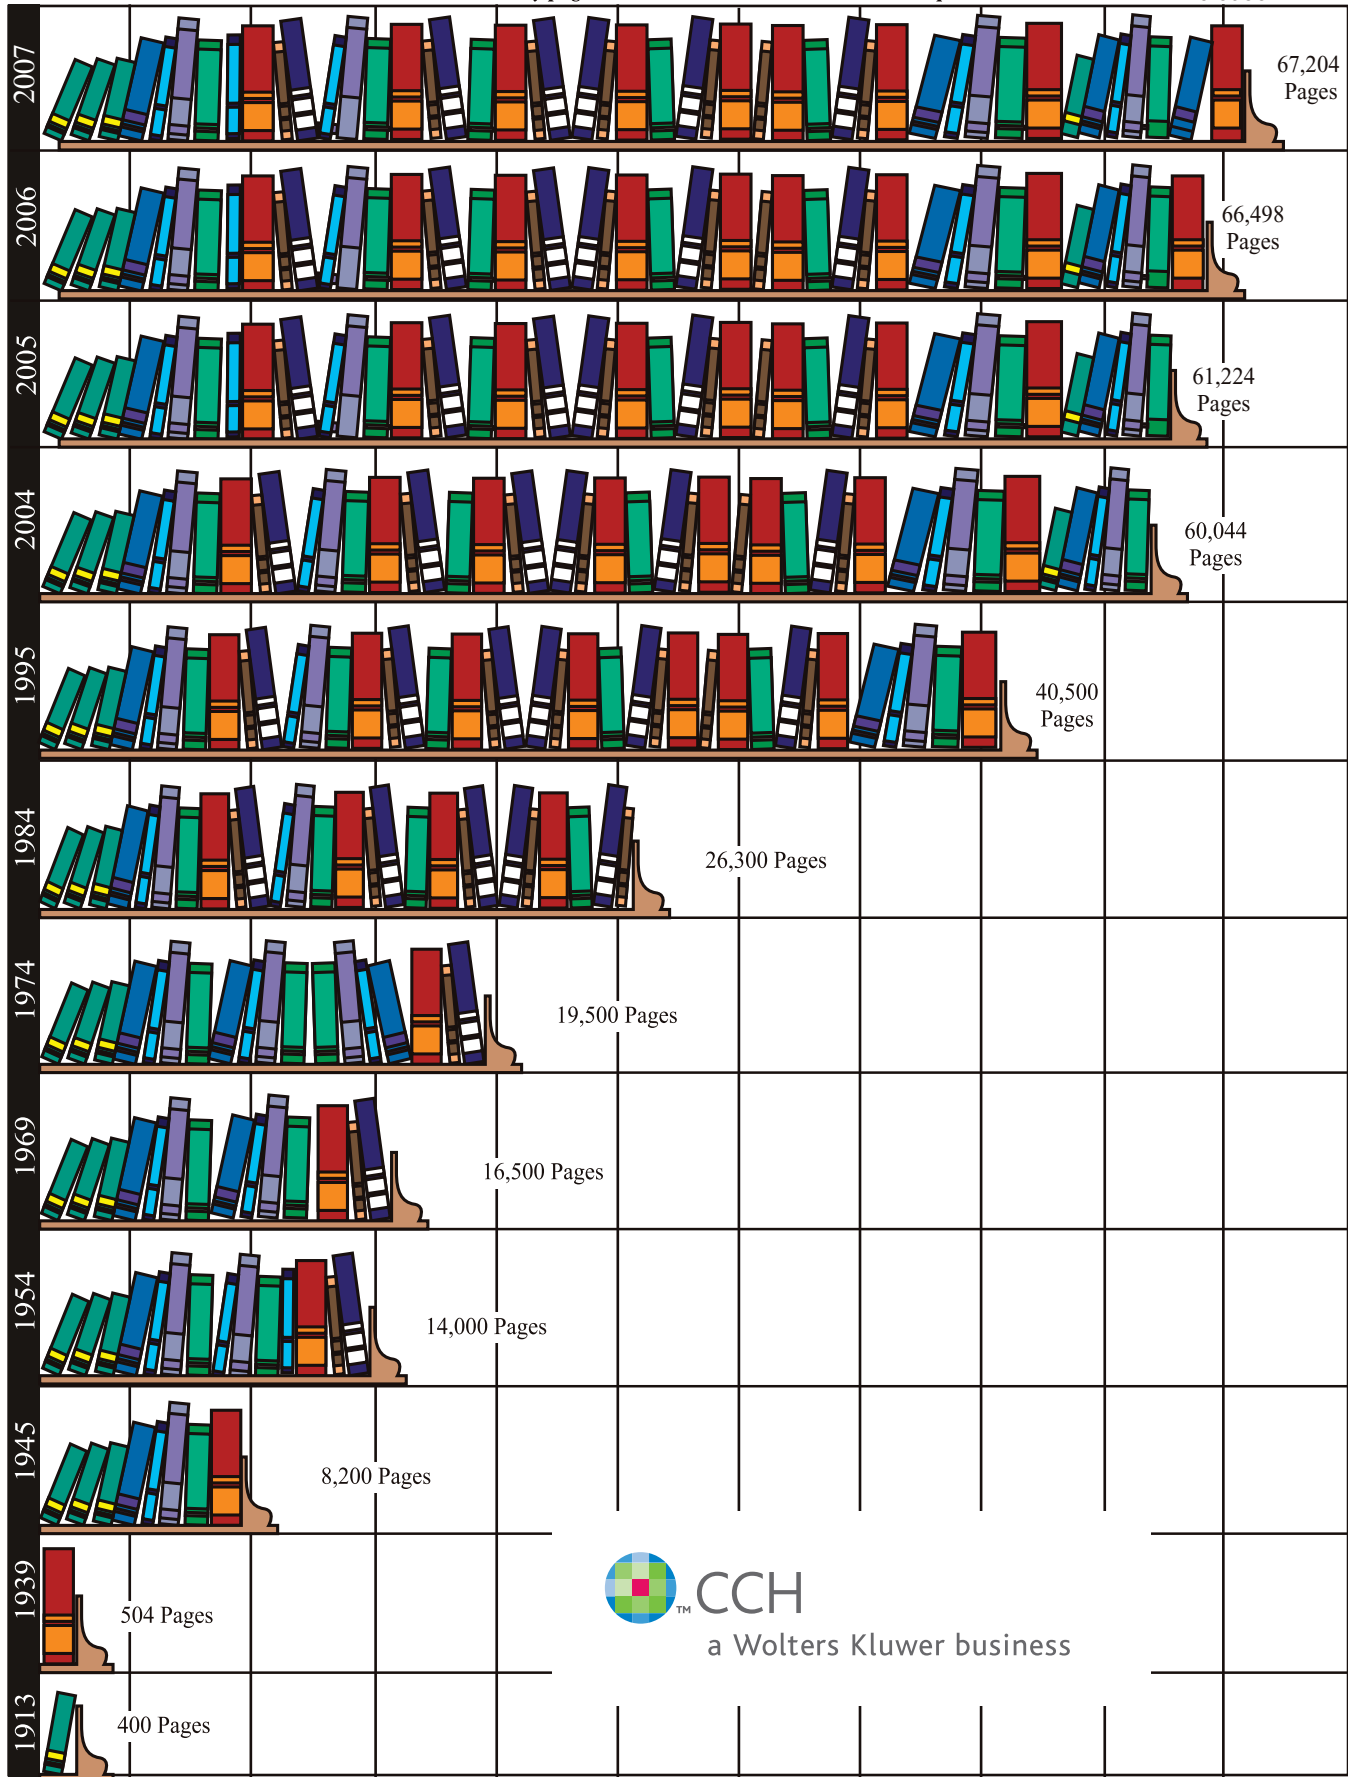 2007
67,204
Pages
2006
66,498
Pages
2005
61,224
Pages
2004
60,044
Pages
1995
40,500
Pages
1984
26,300 Pages
1974
19,500 Pages
1969
16,500 Pages
1954
14,000 Pages
1945
8,200 Pages
1939
504 Pages
™ CCH
a Wolters Kluwer business
1913
400 Pages